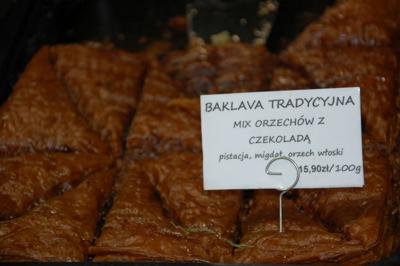 BAKLAVA TRADYCYJNA
MIX ORZECHÓW Z
CZEKOLADĄ
pistacja, migdał, orzech włoski
15,90zł/100g